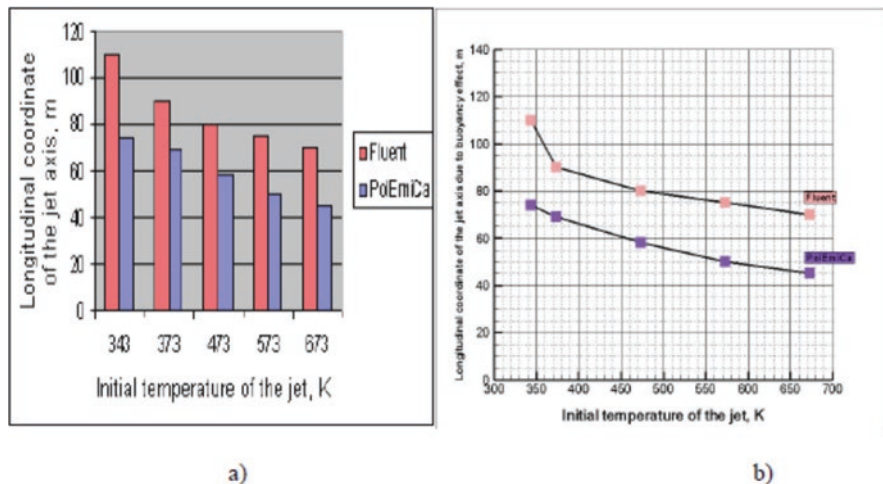 120
100
80
60
40
20
0
Longitudinal coordinate
of the jet axis, m
343 373 473 573 673
Initial temperature of the jet, K
Fluent
PolEmiCa
a)
140
120
100
80
60
40
20
0
Longitudinal coordinate of the jet axis due to buoyancy effect, m
300 350 400 450 500 550 600 650 700
Initial temperature of the jet, K
Fluent
PolEmiCa
b)